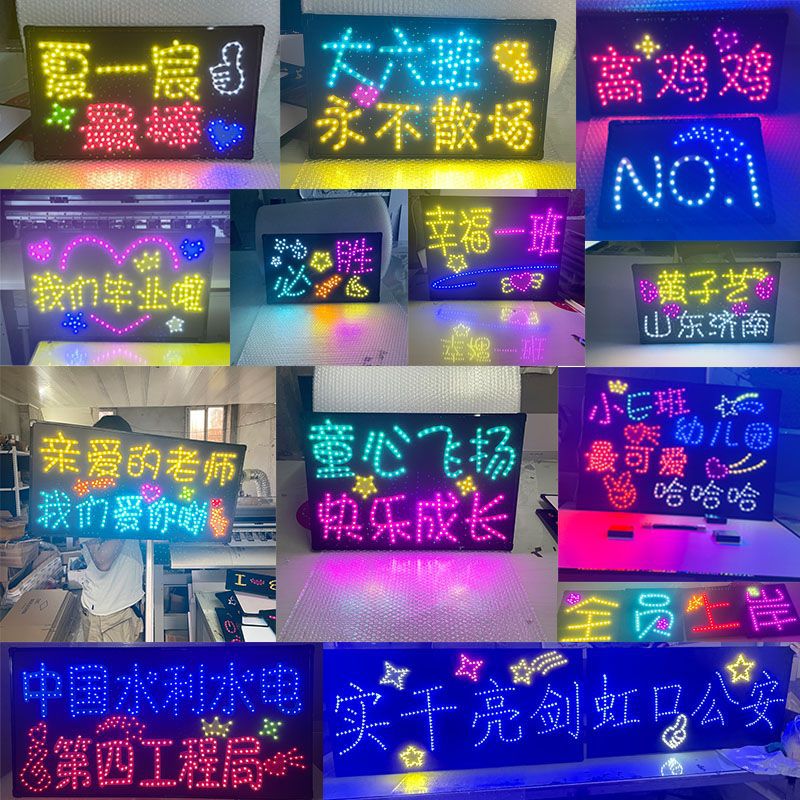 夏一宸
最棒
大六班
永不散场
高鸡鸡
NO.1
我们毕业啦
必胜
幸福一班
黄子艺
山东济南
亲爱的老师
我们爱你哟
童心飞扬
快乐成长
小七班
幼儿园
最可爱
哈哈哈
全员上岸
中国水利水电
第四工程局
实干亮剑
虹口公安